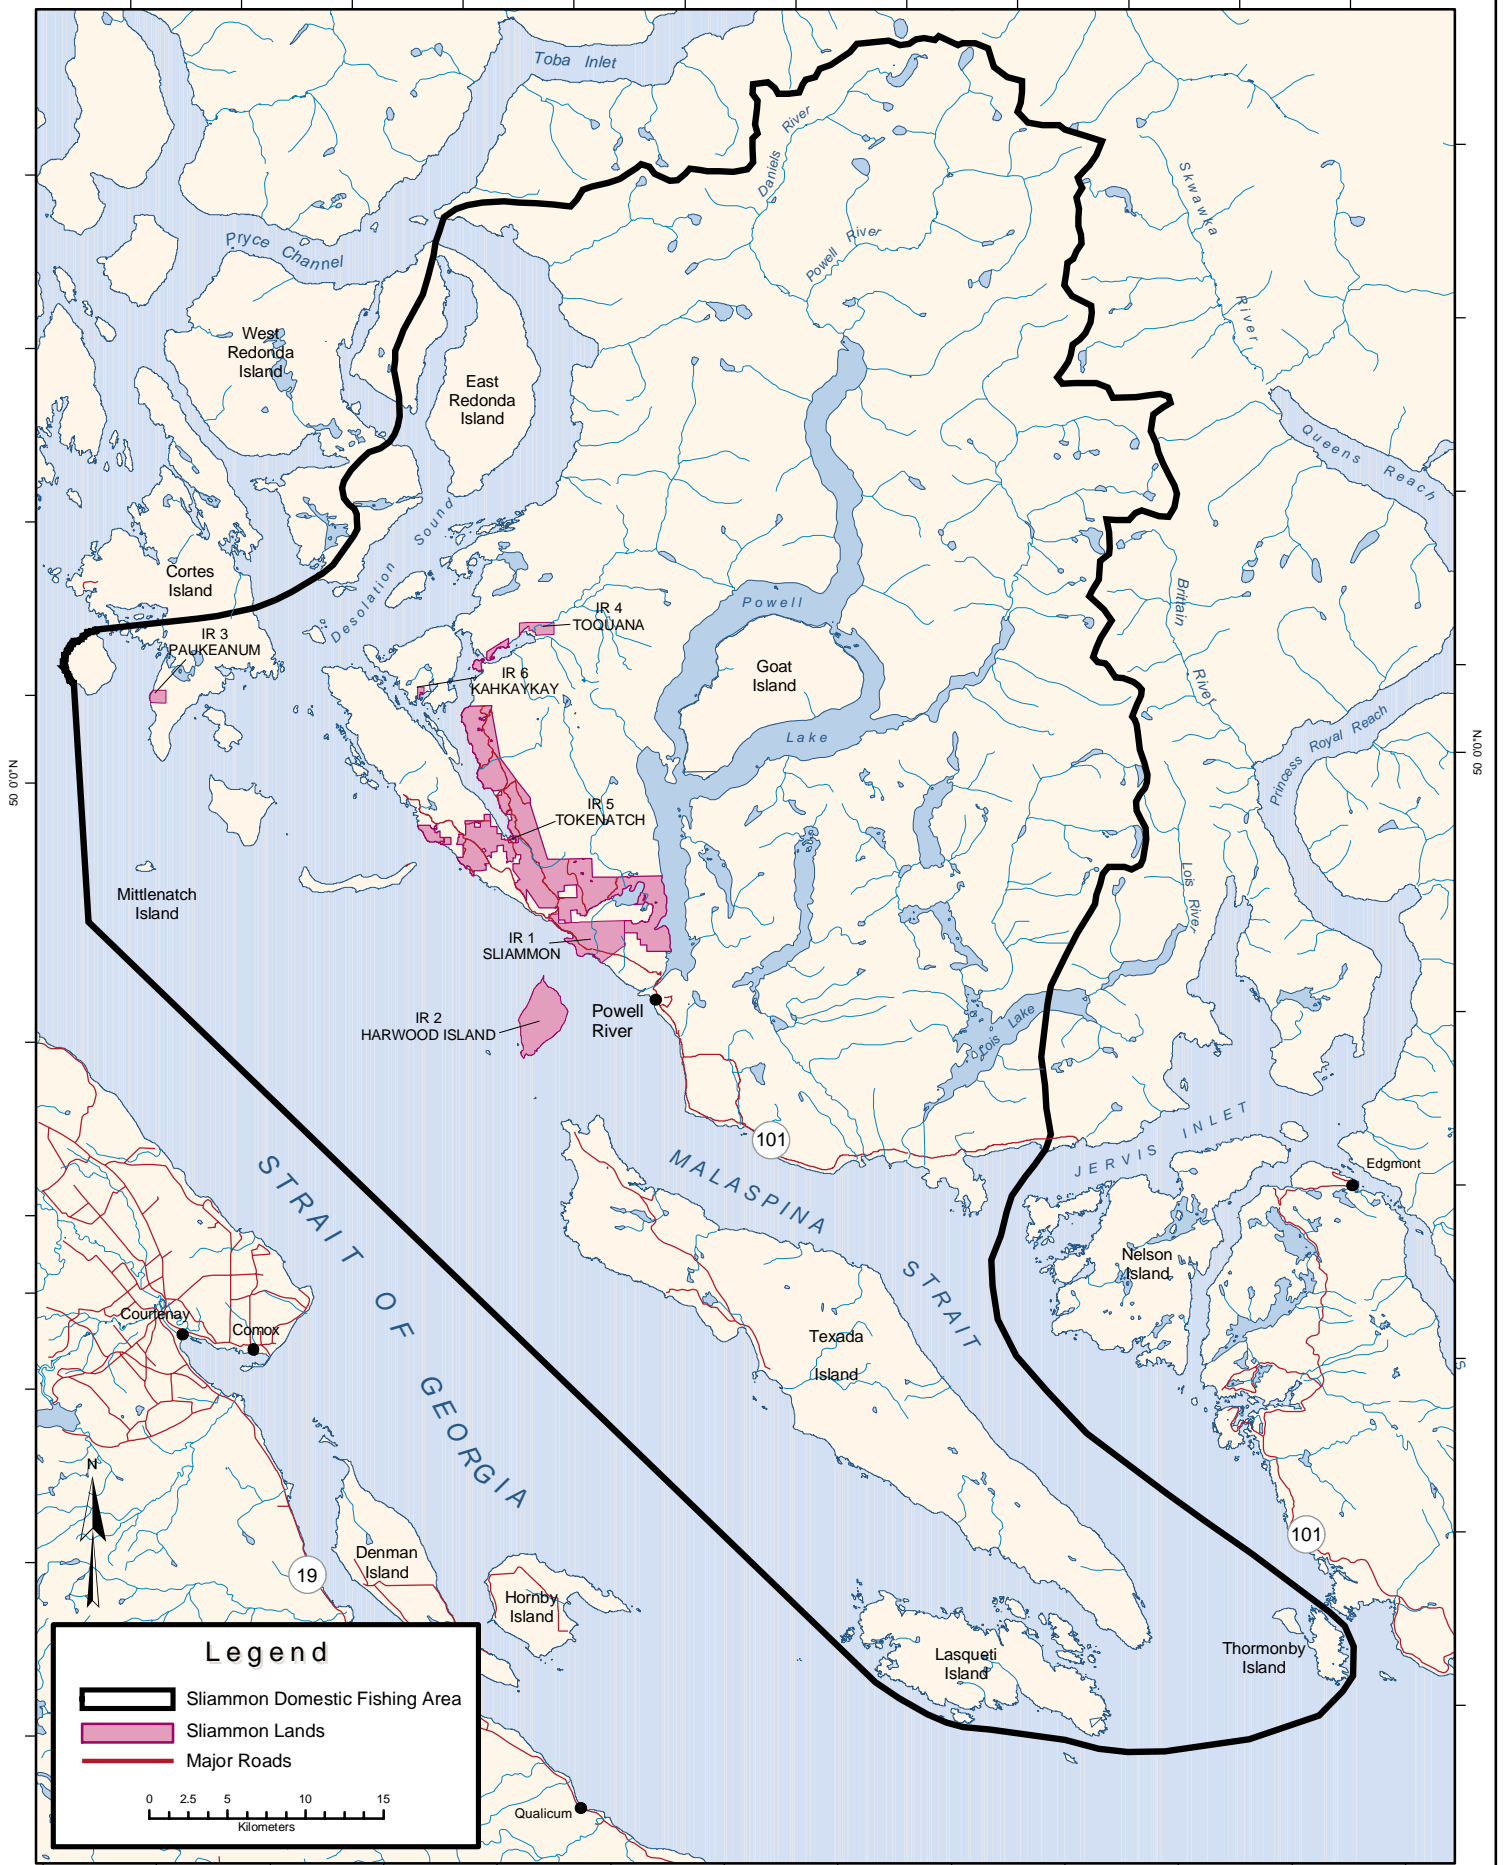 Toba Inlet
Daniels River
Skwawka River
Powell River
Pryce Channel
West
Redonda
Island
East
Redonda
Island
Queens Reach
Desolation Sound
Cortes
Island
IR 3
PAUKEANUM
IR 4
TOQUANA
Powell
Brittain River
IR 6
KAHKAYKAY
Goat
Island
Lake
Princess Royal Reach
50 0'0"N
50 0'0"N
IR 5
TOKENATCH
Mittlenatch
Island
Lois River
IR 1
SLIAMMON
IR 2
HARWOOD ISLAND
Powell
River
Lois Lake
101
JERVIS INLET
MALASPINA STRAIT
Edgmont
STRAIT OF GEORGIA
Nelson
Island
Courtenay
Comox
Texada
Island
N
101
19
Denman
Island
Hornby
Island
Lasqueti
Island
Thormonby
Island
Legend
Sliammon Domestic Fishing Area
Sliammon Lands
Major Roads
0 2.5 5 10 15
Kilometers
Qualicum